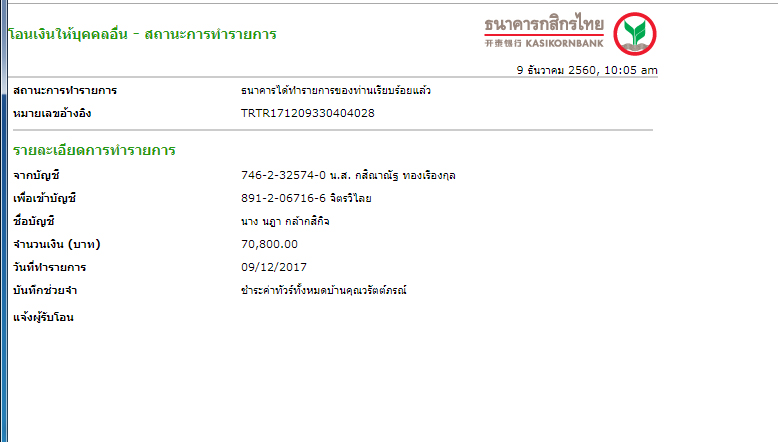 ธนาคารกสิกรไทย
开泰银行 KASIKORNBANK
โอนเงินให้บุคคลอื่น - สถานะการทำรายการ
9 ธันวาคม 2560, 10:05 am
สถานะการทำรายการ ธนาคารได้ทำรายการของท่านเรียบร้อยแล้ว
หมายเลขอ้างอิง TRTR171209330404028
รายละเอียดการทำรายการ
จากบัญชี 746-2-32574-0 น.ส. กสิณาณัฐ ทองเรืองกุล
เพื่อเข้าบัญชี 891-2-06716-6 จิตรวิไลย
ชื่อบัญชี นาง นฎา กล้ากสิกิจ
จำนวนเงิน (บาท) 70,800.00
วันที่ทำรายการ 09/12/2017
บันทึกช่วยจำ ชำระค่าทัวร์ทั้งหมดบ้านคุณวรัตต์ภรณ์
แจ้งผู้รับโอน